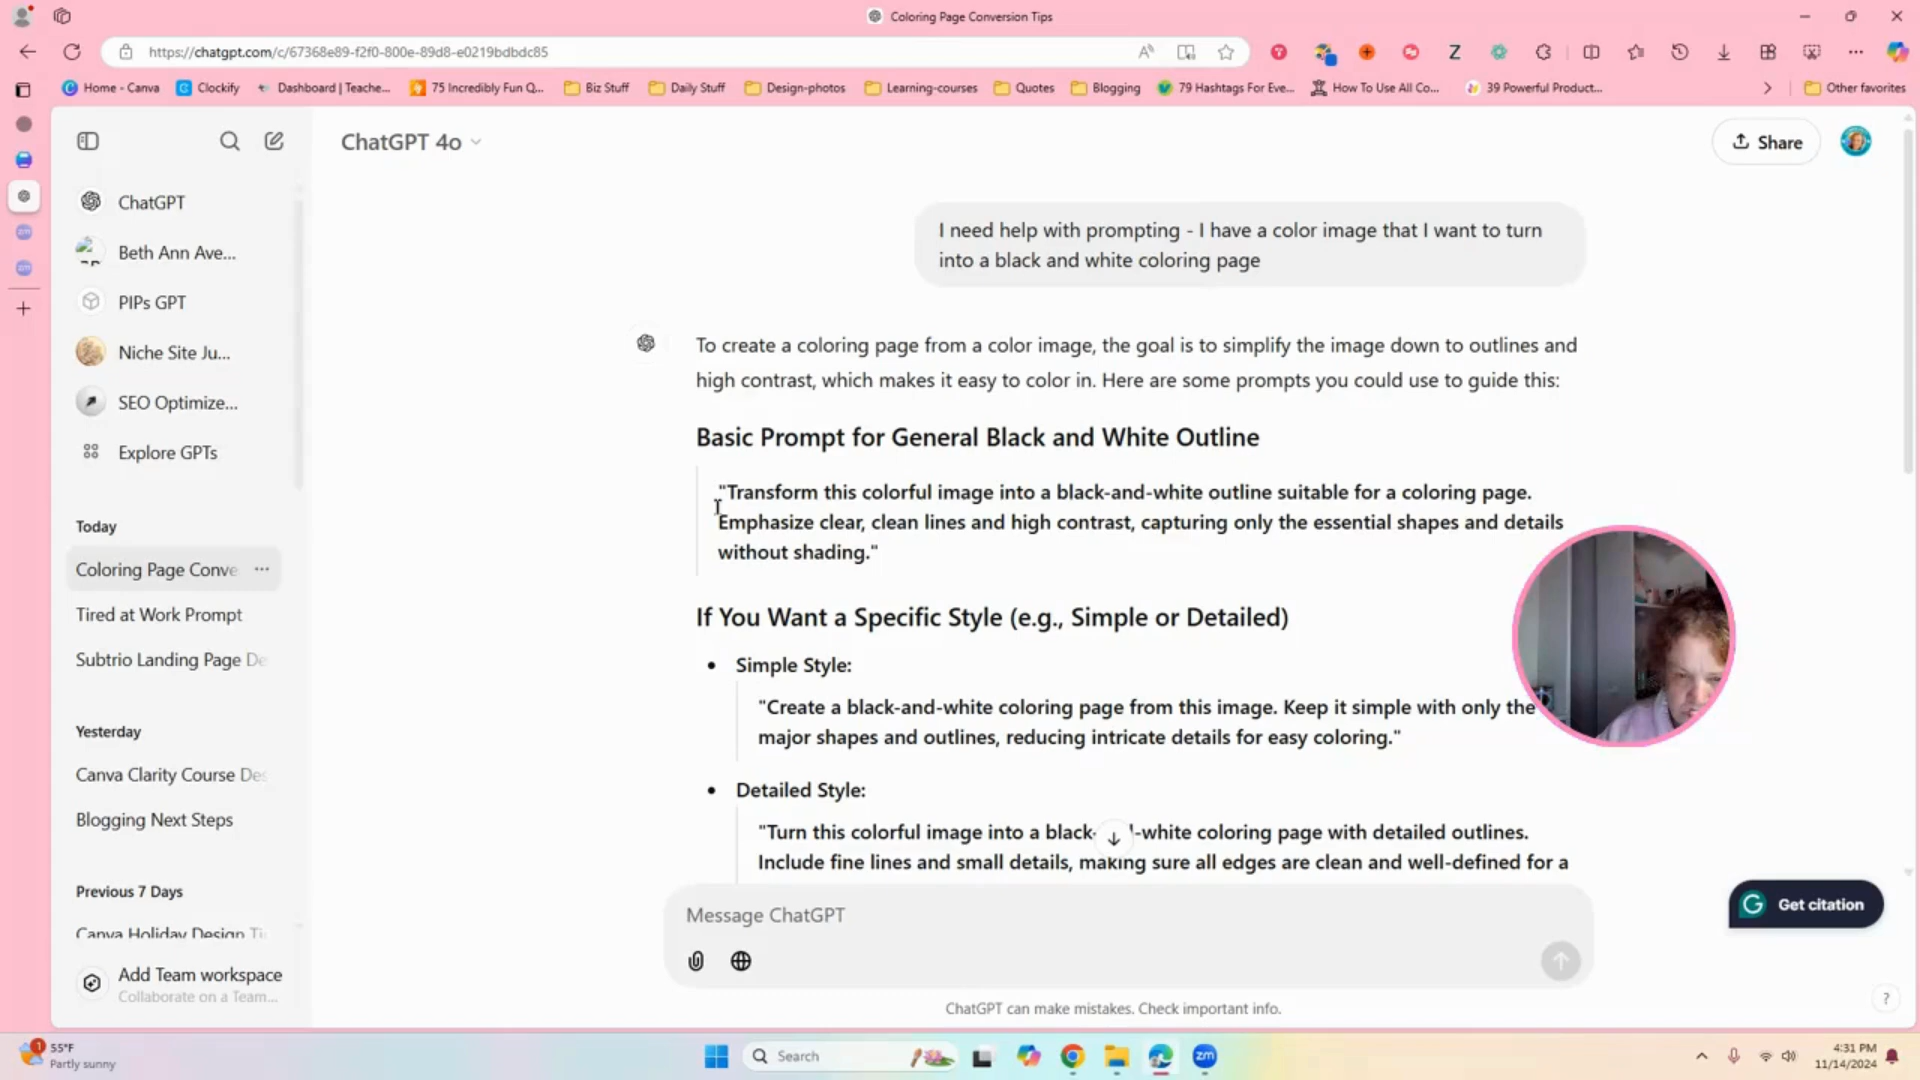 Coloring Page Conversion Tips
https://chatgpt.com/c/67368e89-f2f0-800e-89d8-e0219bdbdc85
Home - Canva
Clockify
Dashboard | Teache...
75 Incredibly Fun Q...
Biz Stuff
Daily Stuff
Design-photos
Learning-courses
Quotes
Blogging
79 Hashtags For Eve...
How To Use All Co...
39 Powerful Product...
Other favorites
ChatGPT
Beth Ann Ave...
PIPs GPT
Niche Site Ju...
SEO Optimize...
Explore GPTs
Today
Coloring Page Conve
Tired at Work Prompt
Subtrio Landing Page De
Yesterday
Canva Clarity Course Des
Blogging Next Steps
Previous 7 Days
Canva Holiday Design Ti
Add Team workspace
Collaborate on a Team...
ChatGPT 4o
Share
I need help with prompting - I have a color image that I want to turn
into a black and white coloring page
To create a coloring page from a color image, the goal is to simplify the image down to outlines and
high contrast, which makes it easy to color in. Here are some prompts you could use to guide this:
Basic Prompt for General Black and White Outline
"Transform this colorful image into a black-and-white outline suitable for a coloring page.
Emphasize clear, clean lines and high contrast, capturing only the essential shapes and details
without shading."
If You Want a Specific Style (e.g., Simple or Detailed)
• Simple Style:
"Create a black-and-white coloring page from this image. Keep it simple with only the
major shapes and outlines, reducing intricate details for easy coloring."
• Detailed Style:
"Turn this colorful image into a black- -white coloring page with detailed outlines.
Include fine lines and small details, making sure all edges are clean and well-defined for a
Message ChatGPT
Get citation
ChatGPT can make mistakes. Check important info.
?
1
55°F
Partly sunny
Search
zm
4:31 PM
11/14/2024